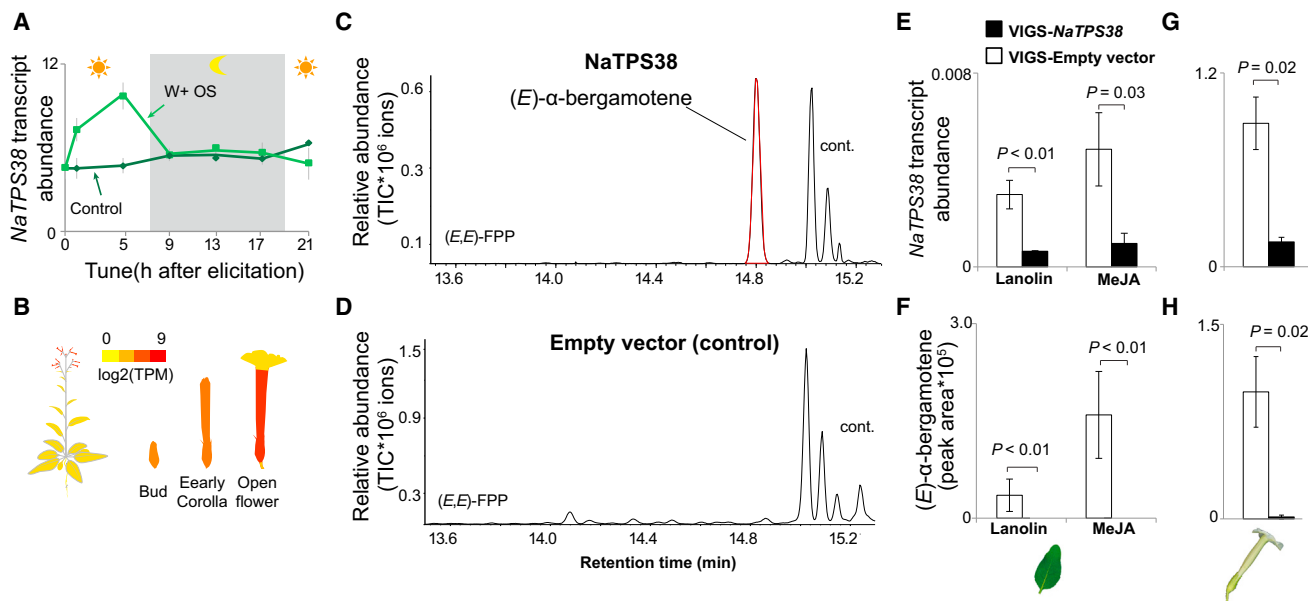 A
NaTPS38 transcript
abundance
12
0
W+ OS
Control
0 5 9 13 17 21
Tune(h after elicitation)
B
0 9
log2(TPM)
Bud
Eearly
Corolla
Open
flower
C
NaTPS38
(E)-α-bergamotene
cont.
(E,E)-FPP
Relative abundance
(TIC*10⁶ ions)
0.6
0.3
0.1
13.6 14.0 14.4 14.8 15.2
D
Empty vector (control)
cont.
(E,E)-FPP
Relative abundance
(TIC*10⁶ ions)
1.5
0.9
0.3
13.6 14.0 14.4 14.8 15.2
Retention time (min)
E
VIGS-NaTPS38
VIGS-Empty vector
NaTPS38 transcript
abundance
0.008
0
P < 0.01
P = 0.03
Lanolin MeJA
F
(E)-α-bergamotene
(peak area*10⁵)
3.0
0
P < 0.01
P < 0.01
Lanolin MeJA
G
1.2
0
P = 0.02
H
1.5
0
P = 0.02